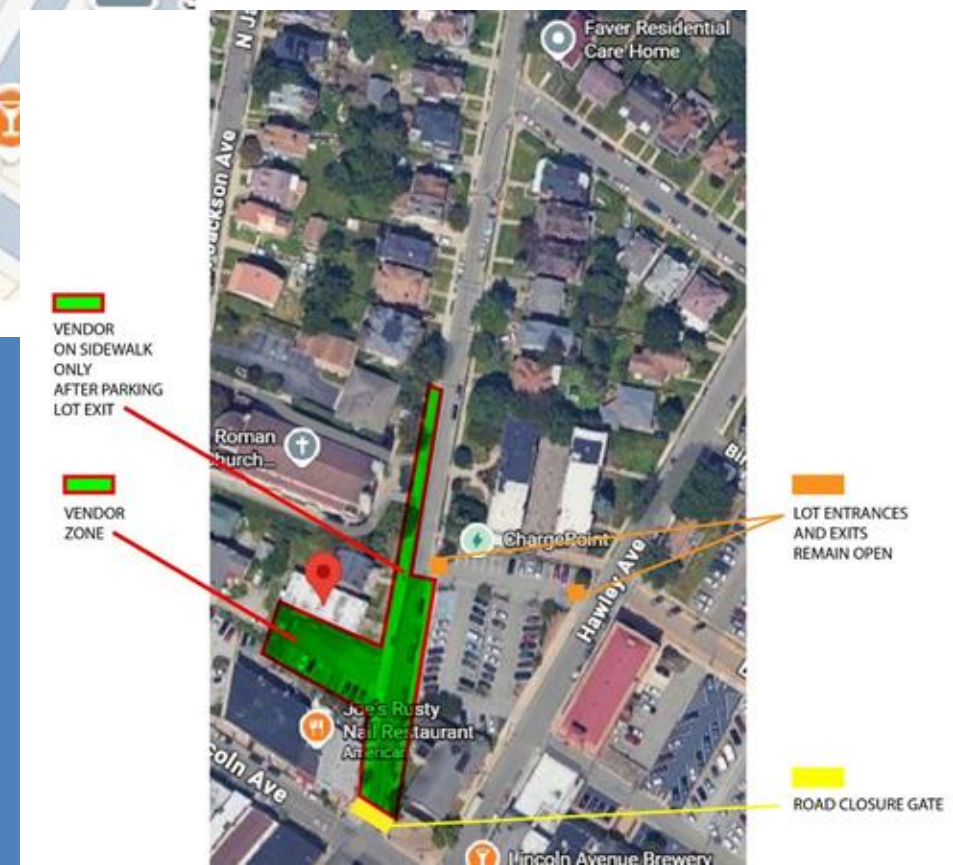 Faver Residential
Care Home
Jackson Ave
VENDOR
ON SIDEWALK
ONLY
AFTER PARKING
LOT EXIT
Roman
VENDOR
ZONE
ChargePoint
Hawley Ave
LOT ENTRANCES
AND EXITS
REMAIN OPEN
Joe's Rusty
Nail Restaurant
American
coln Ave
ROAD CLOSURE GATE
Lincoln Avenue Brewery